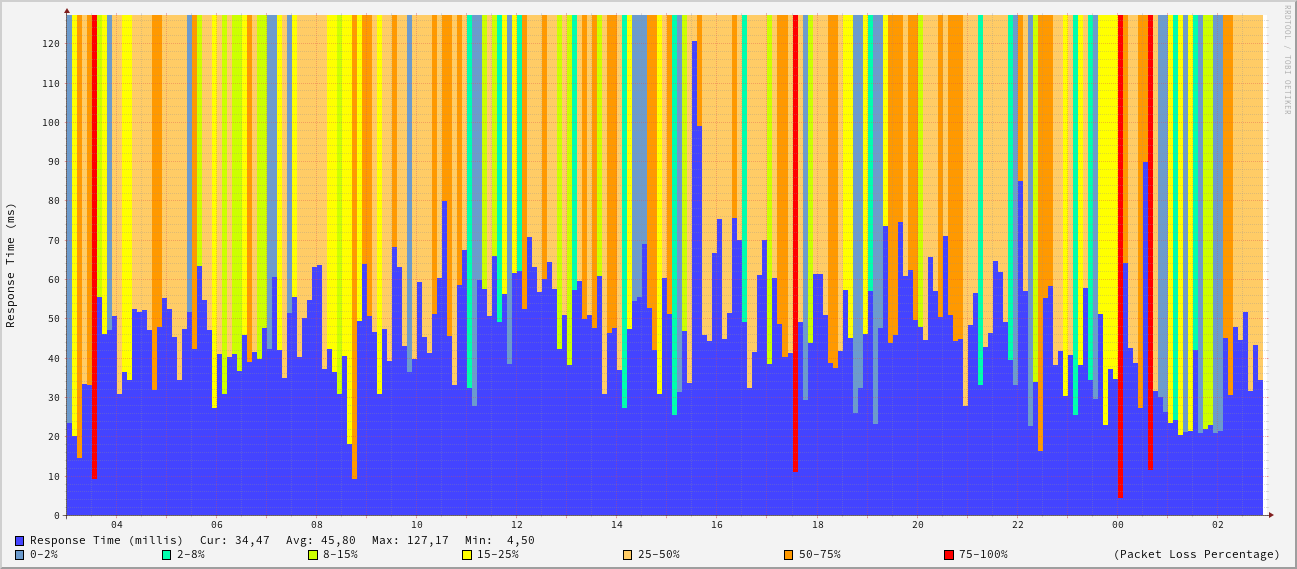 RRDTOOL / TOBI OETIKER
Response Time (ms)
120
110
100
90
80
70
60
50
40
30
20
10
0
04 06 08 10 12 14 16 18 20 22 00 02
Response Time (millis) Cur: 34,47 Avg: 45,80 Max: 127,17 Min: 4,50
0-2% 2-8% 8-15% 15-25% 25-50% 50-75% 75-100% (Packet Loss Percentage)